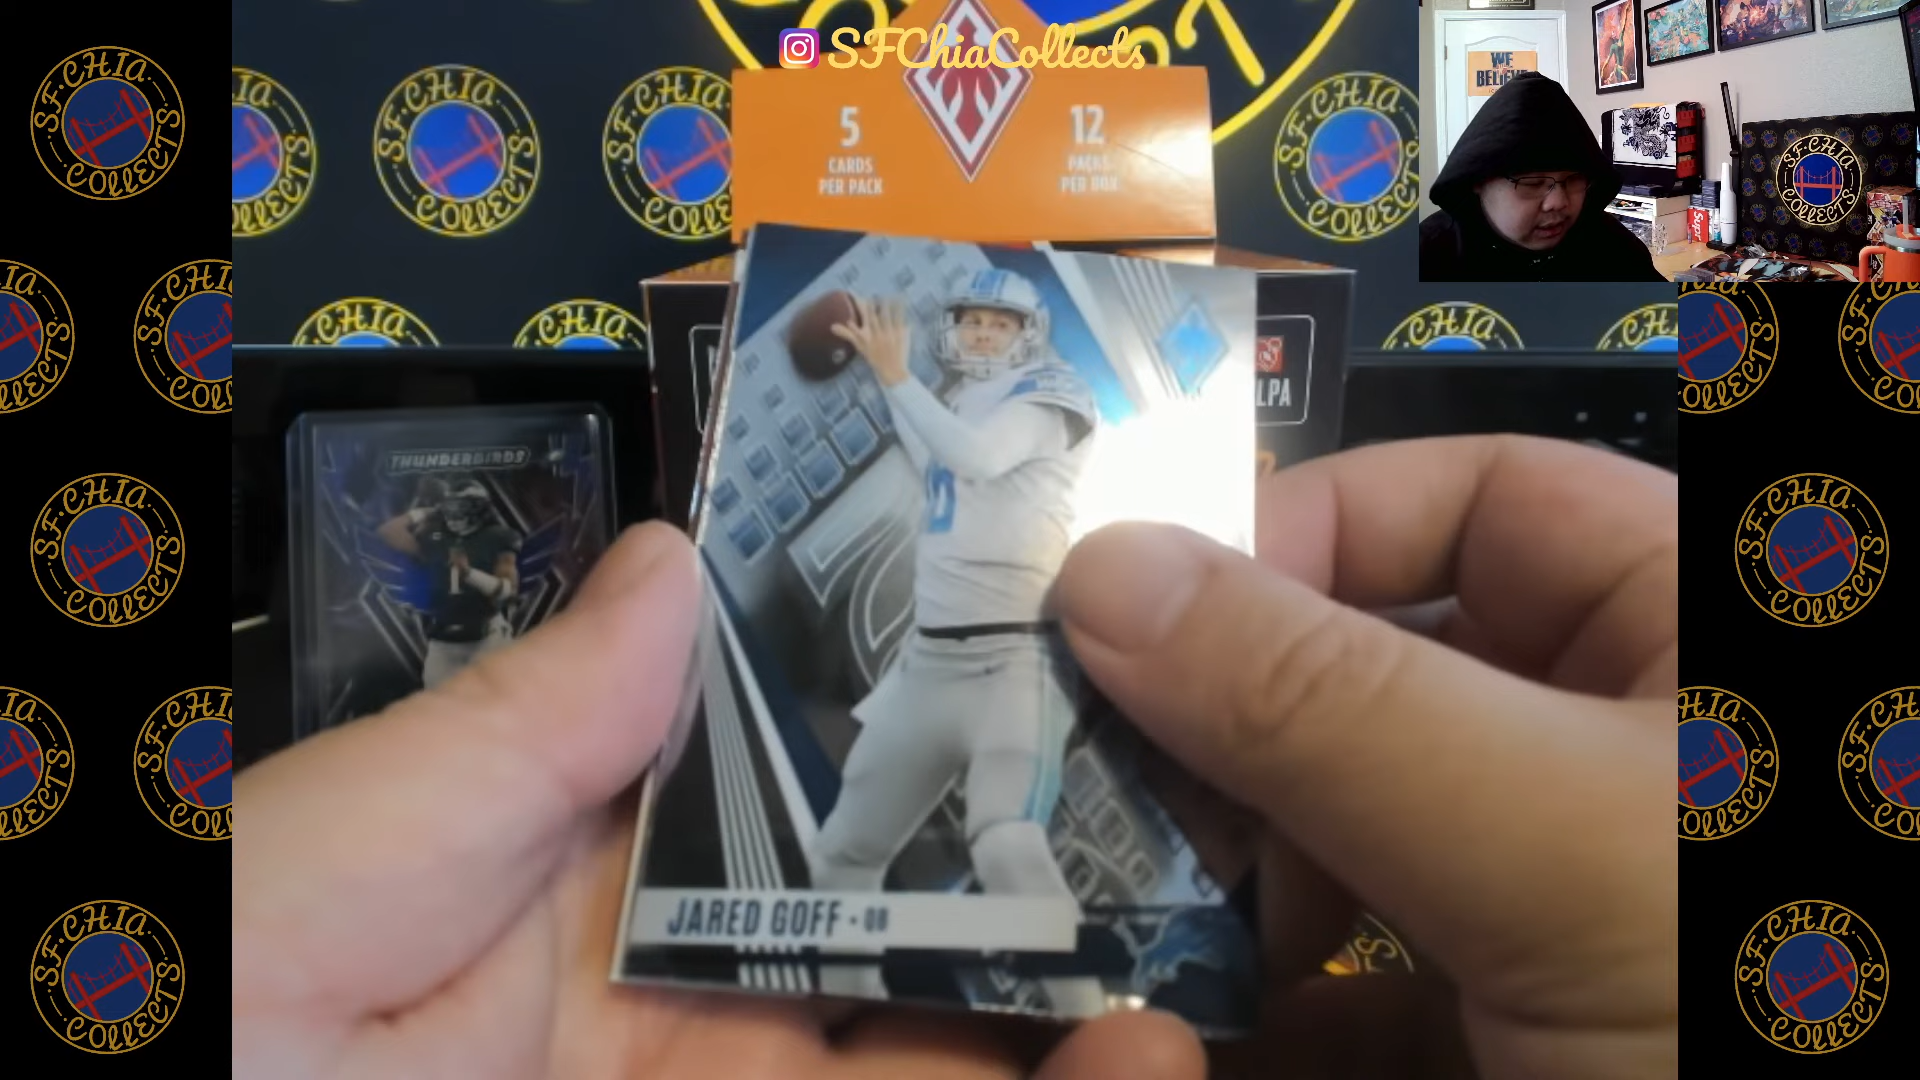 SFChiaCollects
5
CARDS
PER PACK
12
PACKS
PER BOX
WE
BELIEVE
SF·CHIA
COLLECTS
THUNDERBIRDS
JARED GOFF · QB
LPA